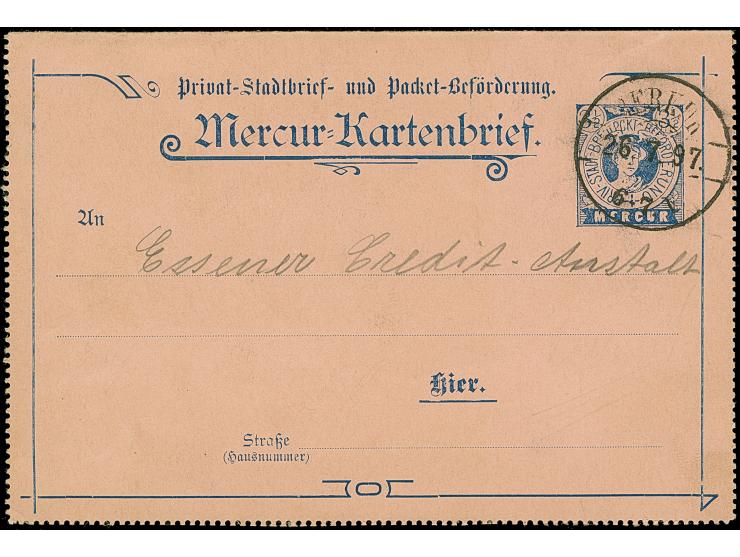 Privat-Stadtbrief- und Packet-Beförderung.
Mercur-Kartenbrief.
26. 7. 97.
MERCUR
An
Essener Credit-Anstalt
Hier.
Straße
(Hausnummer)